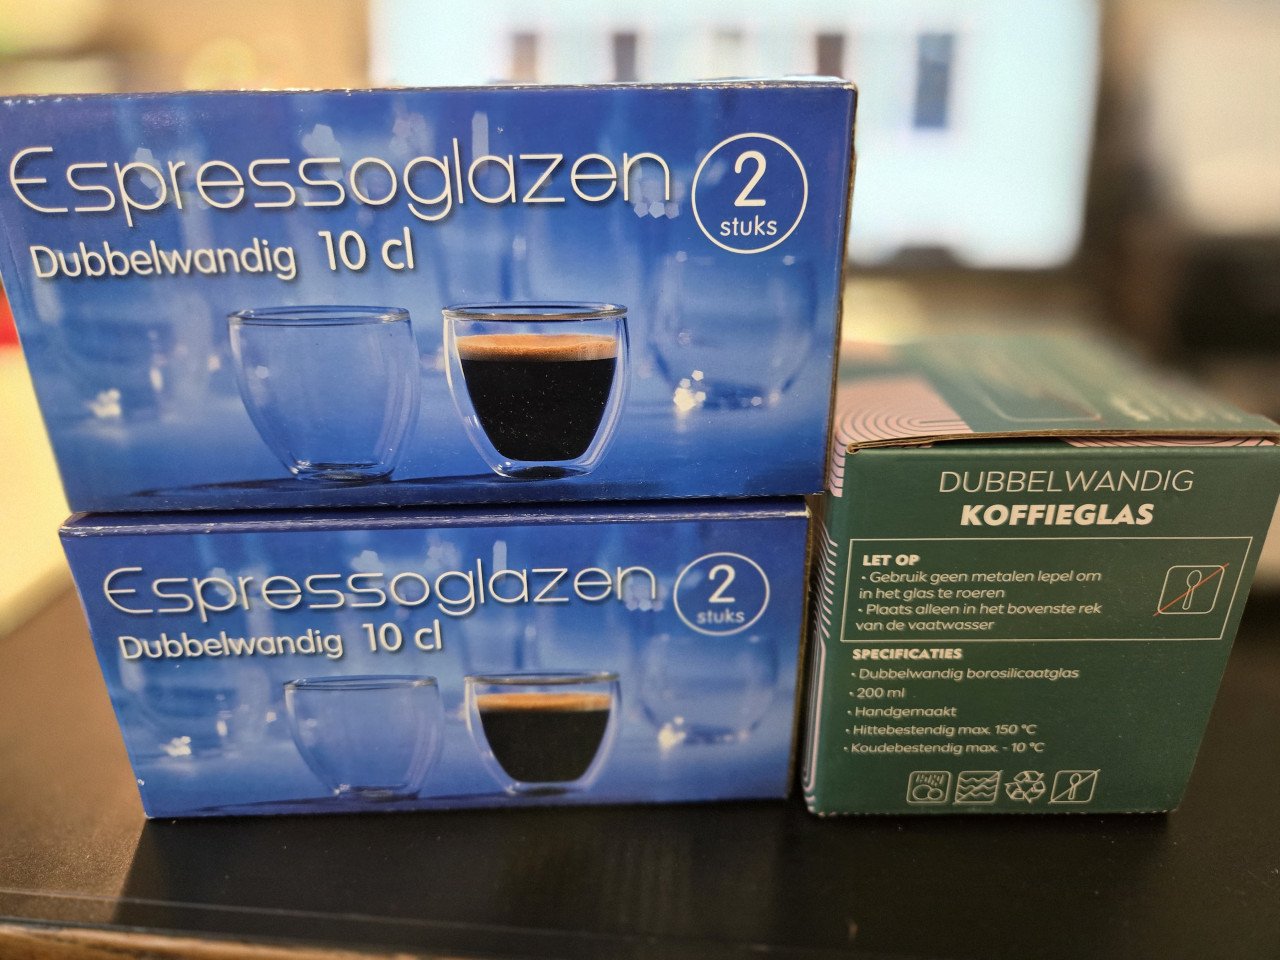 Espressoglazen
2
stuks
Dubbelwandig 10 cl
Espressoglazen
2
stuks
Dubbelwandig 10 cl
DUBBELWANDIG
KOFFIEGLAS
LET OP
• Gebruik geen metalen lepel om
in het glas te roeren
• Plaats alleen in het bovenste rek
van de vaatwasser
SPECIFICATIES
• Dubbelwandig borosilicaatglas
• 200 ml
• Handgemaakt
• Hittebestendig max. 150 °C
• Koudebestendig max. - 10 °C